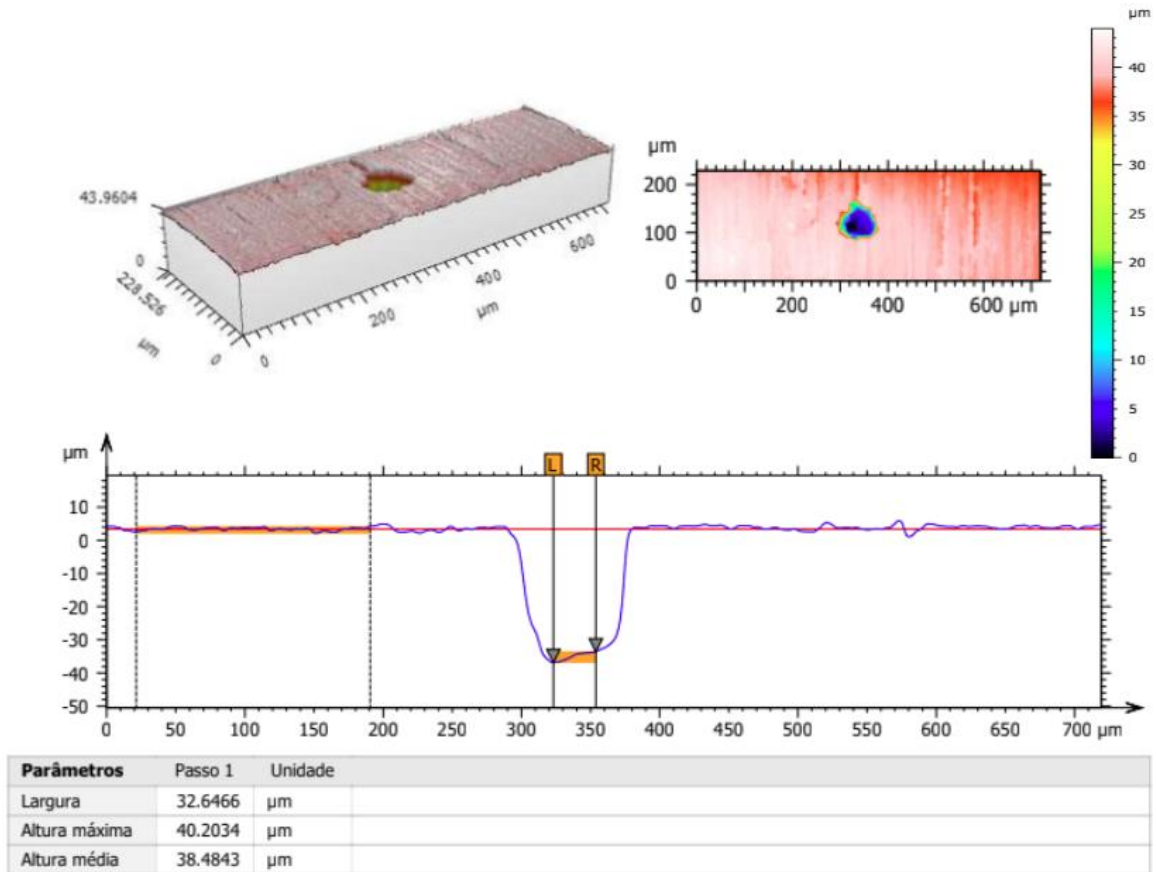 43.9604
0
228.526
µm
0
0
200
400
600
µm
µm
200
100
0
0
200
400
600 µm
µm
40
35
30
25
20
15
10
5
0
µm
L
R
10
0
-10
-20
-30
-40
-50
0 50 100 150 200 250 300 350 400 450 500 550 600 650 700 µm
Parâmetros Passo 1 Unidade
Largura 32.6466 µm
Altura máxima 40.2034 µm
Altura média 38.4843 µm